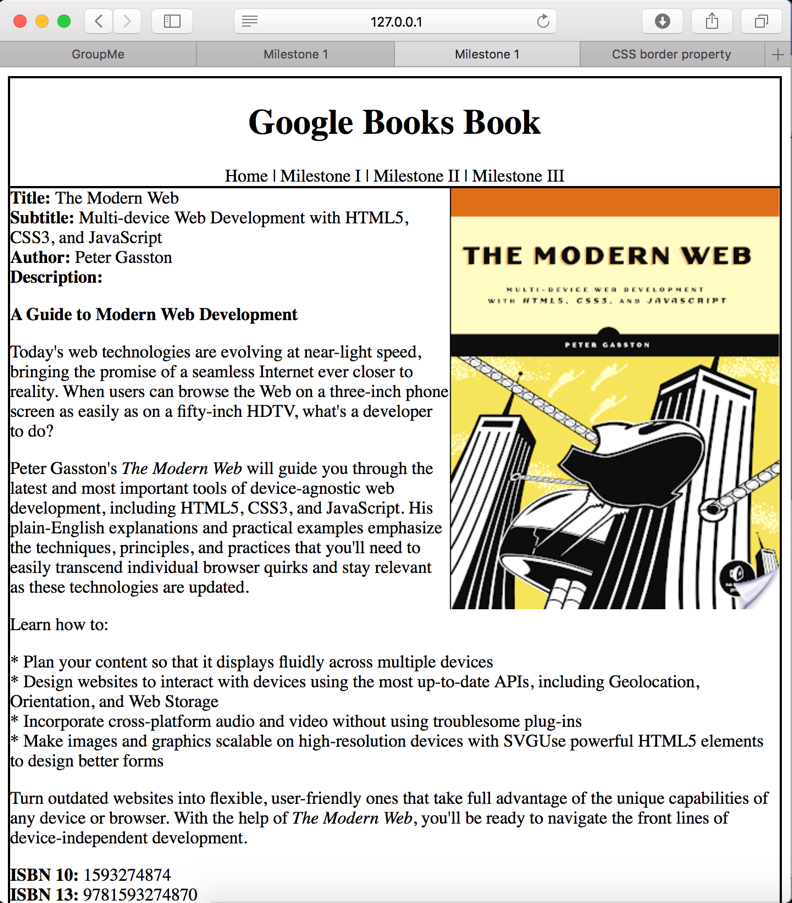 127.0.0.1
GroupMe
Milestone 1
Milestone 1
CSS border property
Google Books Book
Home | Milestone I | Milestone II | Milestone III
Title: The Modern Web
Subtitle: Multi-device Web Development with HTML5,
CSS3, and JavaScript
Author: Peter Gasston
Description:
A Guide to Modern Web Development
Today's web technologies are evolving at near-light speed,
bringing the promise of a seamless Internet ever closer to
reality. When users can browse the Web on a three-inch phone
screen as easily as on a fifty-inch HDTV, what's a developer
to do?
Peter Gasston's The Modern Web will guide you through the
latest and most important tools of device-agnostic web
development, including HTML5, CSS3, and JavaScript. His
plain-English explanations and practical examples emphasize
the techniques, principles, and practices that you'll need to
easily transcend individual browser quirks and stay relevant
as these technologies are updated.
THE MODERN WEB
MULTI-DEVICE WEB DEVELOPMENT
WITH HTML5, CSS3, AND JAVASCRIPT
PETER GASSTON
Learn how to:
* Plan your content so that it displays fluidly across multiple devices
* Design websites to interact with devices using the most up-to-date APIs, including Geolocation,
Orientation, and Web Storage
* Incorporate cross-platform audio and video without using troublesome plug-ins
* Make images and graphics scalable on high-resolution devices with SVGUse powerful HTML5 elements
to design better forms
Turn outdated websites into flexible, user-friendly ones that take full advantage of the unique capabilities of
any device or browser. With the help of The Modern Web, you'll be ready to navigate the front lines of
device-independent development.
ISBN 10: 1593274874
ISBN 13: 9781593274870